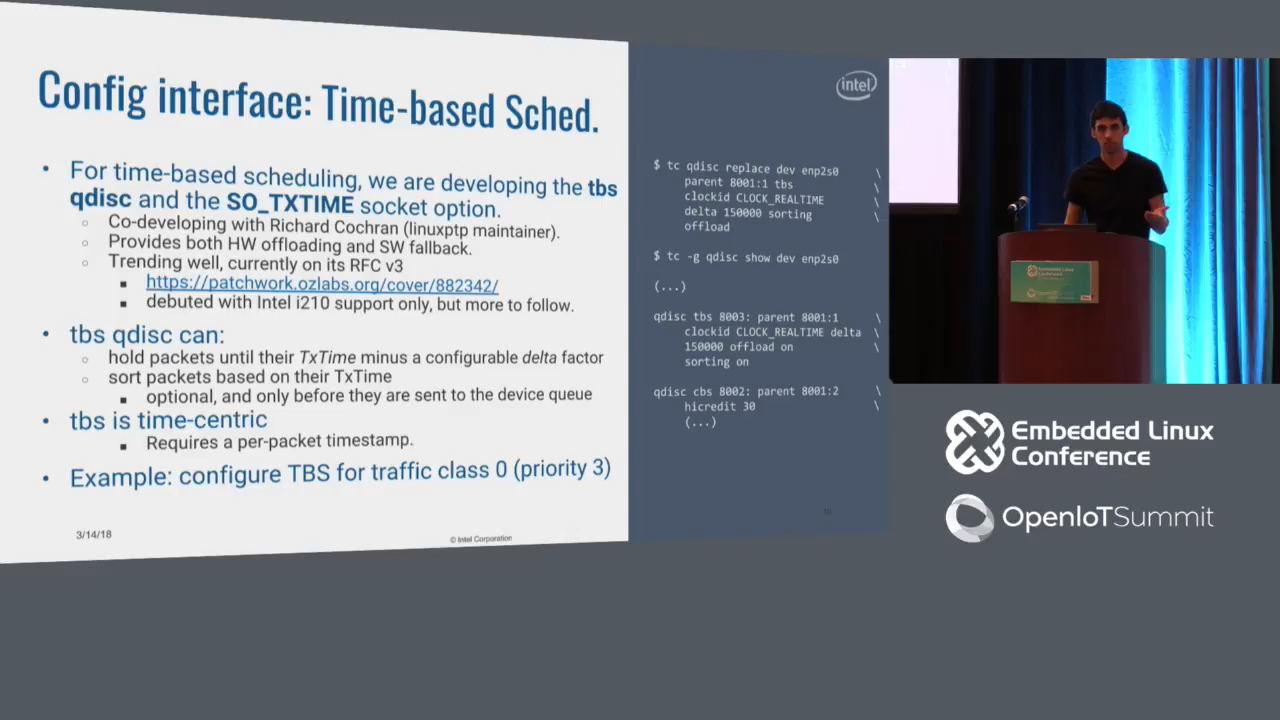 Config interface: Time-based Sched.
• For time-based scheduling, we are developing the tbs
qdisc and the SO_TXTIME socket option.
○ Co-developing with Richard Cochran (linuxptp maintainer).
○ Provides both HW offloading and SW fallback.
○ Trending well, currently on its RFC v3
■ https://patchwork.ozlabs.org/cover/882342/
■ debuted with Intel i210 support only, but more to follow.
• tbs qdisc can:
○ hold packets until their TxTime minus a configurable delta factor
○ sort packets based on their TxTime
■ optional, and only before they are sent to the device queue
• tbs is time-centric
■ Requires a per-packet timestamp.
• Example: configure TBS for traffic class 0 (priority 3)
3/14/18
© Intel Corporation
intel
$ tc qdisc replace dev enp2s0 \
parent 8001:1 tbs \
clockid CLOCK_REALTIME \
delta 150000 sorting \
offload
$ tc -g qdisc show dev enp2s0
(...)
qdisc tbs 8003: parent 8001:1 \
clockid CLOCK_REALTIME delta \
150000 offload on \
sorting on
qdisc cbs 8002: parent 8001:2 \
hicredit 30 \
(...)
Embedded Linux
Conference
OpenIoTSummit
Embedded Linux
Conference
OpenIoTSummit